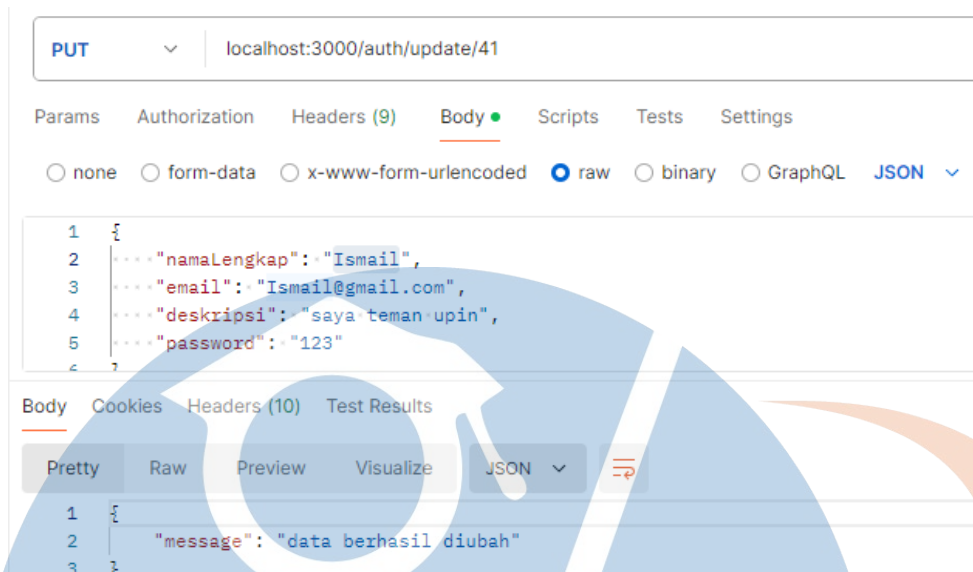 PUT localhost:3000/auth/update/41
Params Authorization Headers (9) Body Scripts Tests Settings
none form-data x-www-form-urlencoded raw binary GraphQL JSON
1 {
2 "namaLengkap": "Ismail",
3 "email": "Ismail@gmail.com",
4 "deskripsi": "saya teman upin",
5 "password": "123"
6 }
Body Cookies Headers (10) Test Results
Pretty Raw Preview Visualize JSON
1 {
2 "message": "data berhasil diubah"
3 }